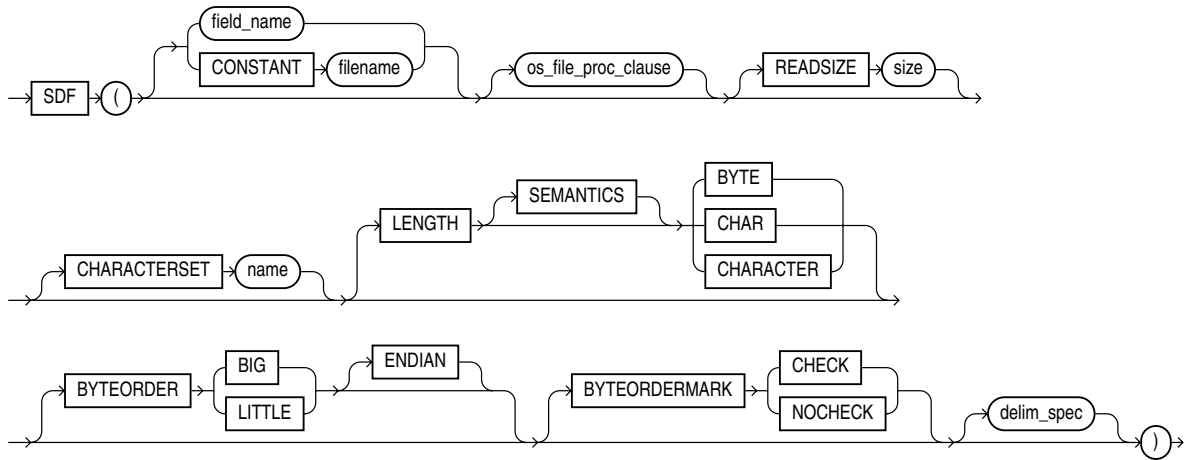 field_name
CONSTANT filename os_file_proc_clause READSIZE size
SDF (
BYTE
SEMANTICS
LENGTH CHAR
CHARACTERSET name CHARACTER
BIG ENDIAN CHECK
BYTEORDER BYTEORDERMARK
LITTLE NOCHECK delim_spec
)